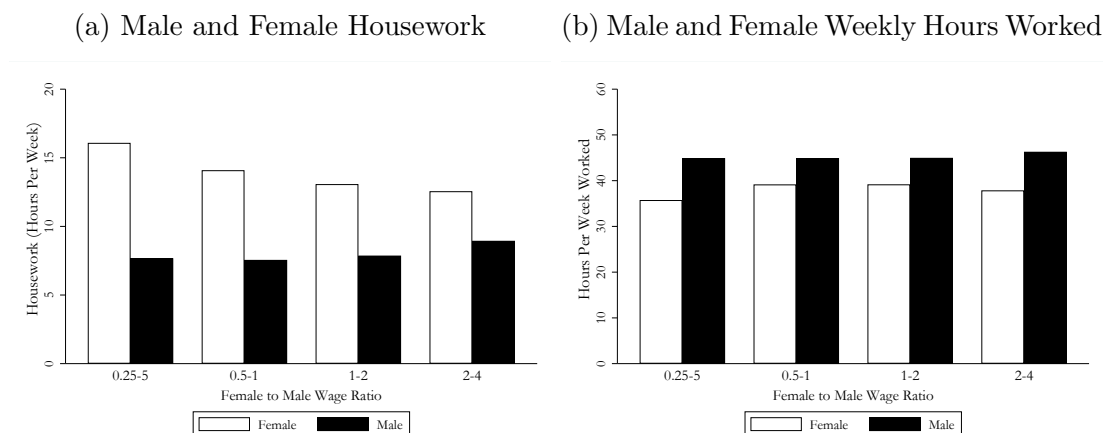 (a) Male and Female Housework
(b) Male and Female Weekly Hours Worked
Housework (Hours Per Week)
20
15
10
5
0
0.25-5 0.5-1 1-2 2-4
Female to Male Wage Ratio
Female Male
Hours Per Week Worked
60
50
40
30
20
10
0
0.25-5 0.5-1 1-2 2-4
Female to Male Wage Ratio
Female Male